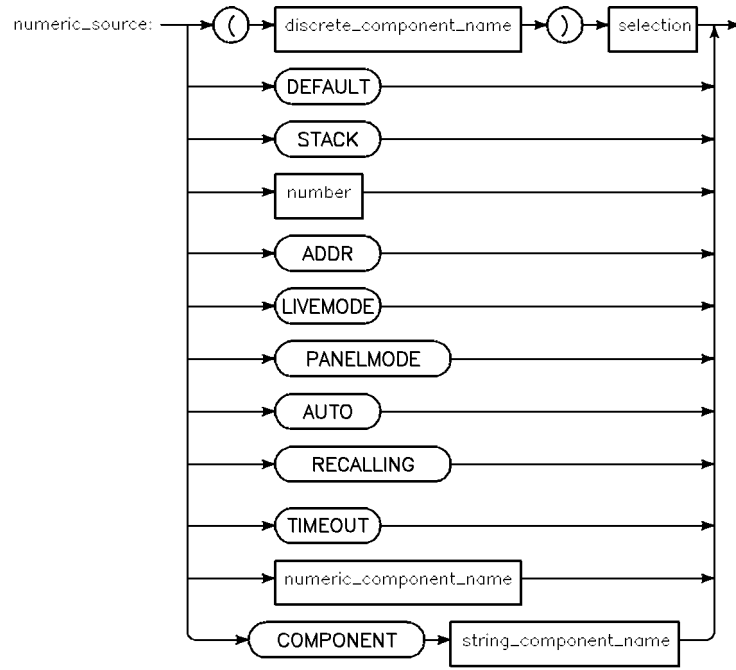 numeric_source: ( discrete_component_name ) selection
DEFAULT
STACK
number
ADDR
LIVEMODE
PANELMODE
AUTO
RECALLING
TIMEOUT
numeric_component_name
COMPONENT string_component_name